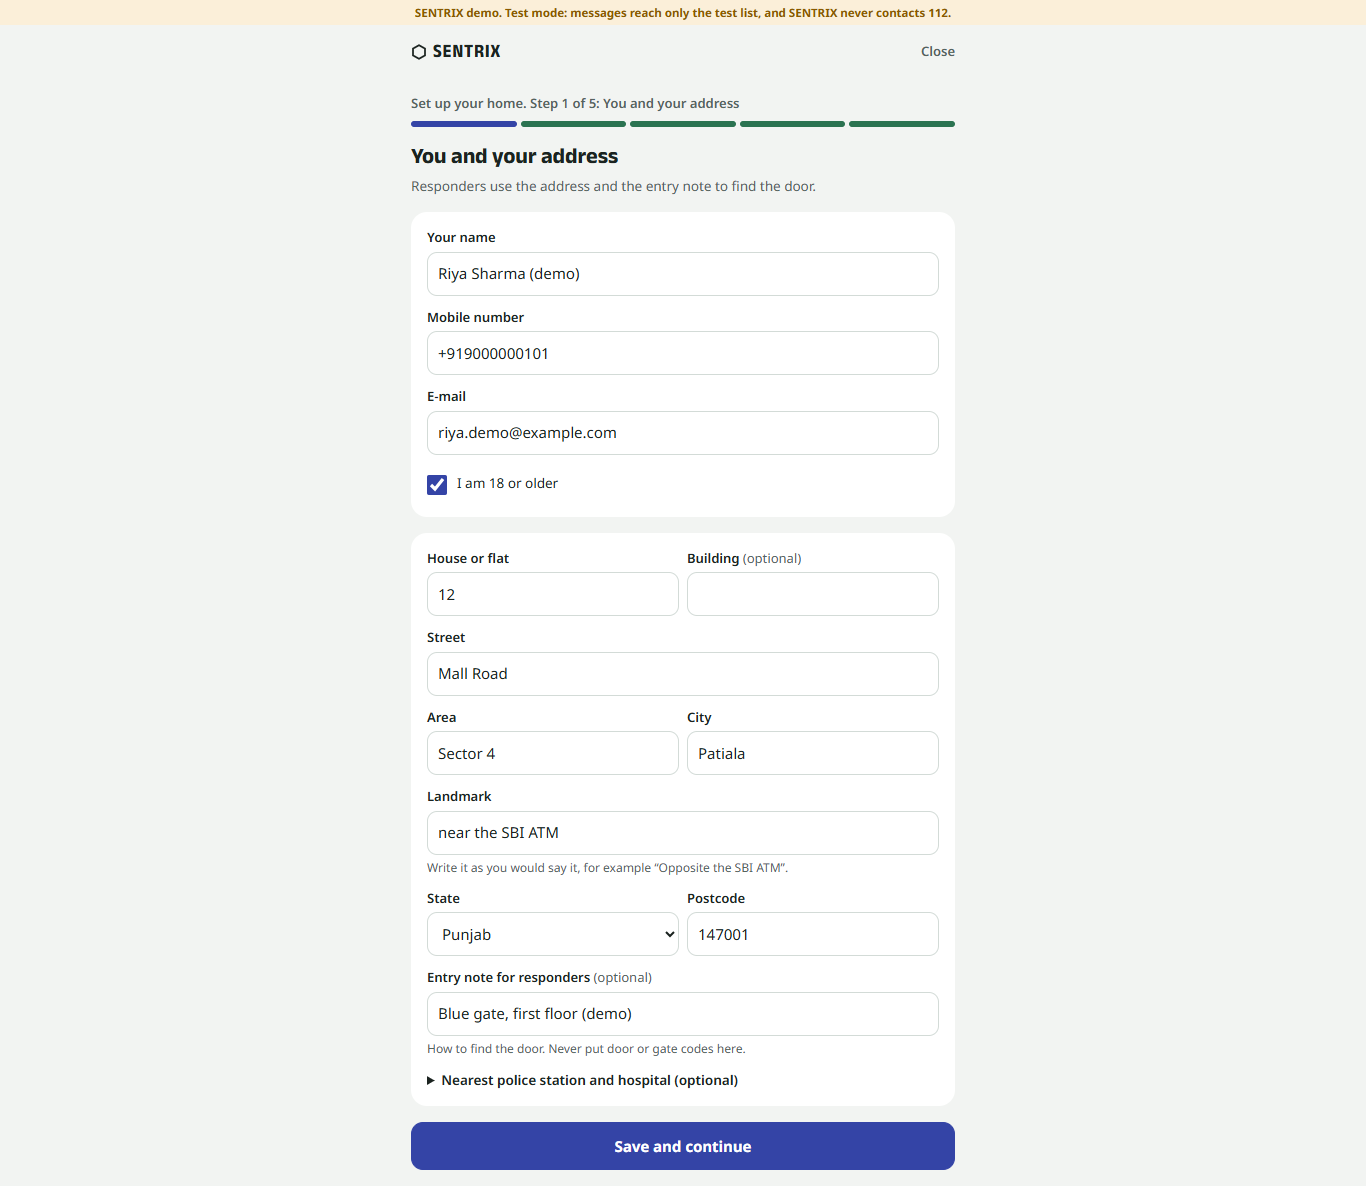 SENTRIX demo. Test mode: messages reach only the test list, and SENTRIX never contacts 112.
SENTRIX
Close
Set up your home. Step 1 of 5: You and your address
You and your address
Responders use the address and the entry note to find the door.
Your name
Riya Sharma (demo)
Mobile number
+919000000101
E-mail
riya.demo@example.com
I am 18 or older
House or flat
Building (optional)
12
Street
Mall Road
Area
City
Sector 4
Patiala
Landmark
near the SBI ATM
Write it as you would say it, for example “Opposite the SBI ATM”.
State
Postcode
Punjab
147001
Entry note for responders (optional)
Blue gate, first floor (demo)
How to find the door. Never put door or gate codes here.
Nearest police station and hospital (optional)
Save and continue